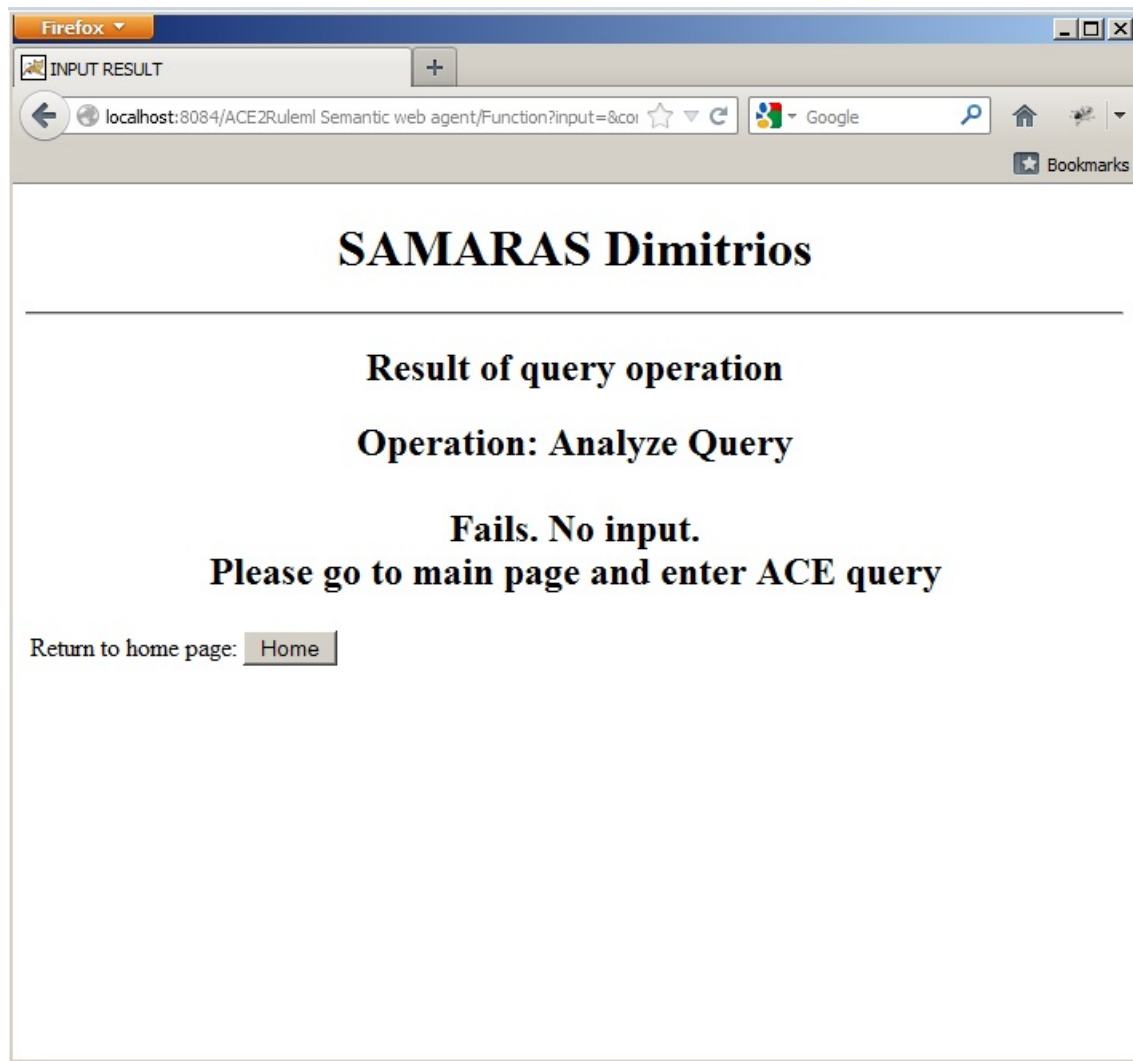 Firefox
INPUT RESULT
localhost:8084/ACE2Ruleml Semantic web agent/Function?input=&co
Google
Bookmarks
SAMARAS Dimitrios
Result of query operation
Operation: Analyze Query
Fails. No input.
Please go to main page and enter ACE query
Return to home page: Home